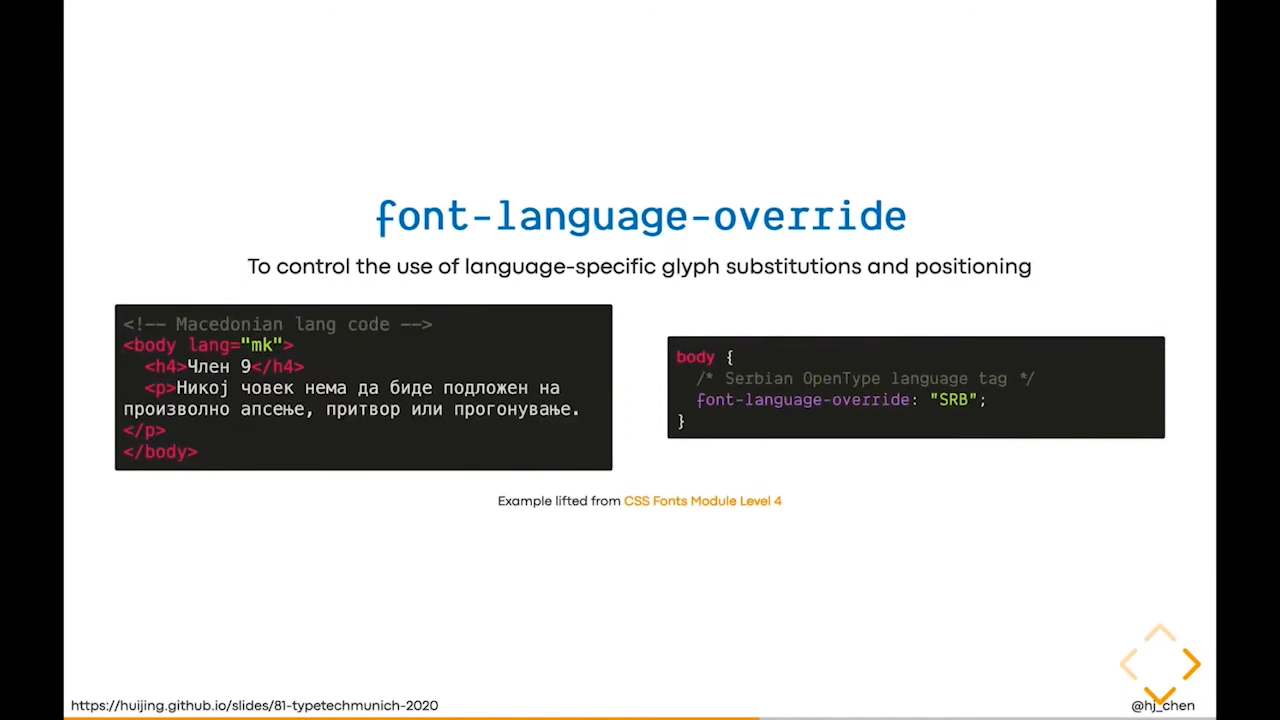 font-language-override
To control the use of language-specific glyph substitutions and positioning
<!-- Macedonian lang code -->
<body lang="mk">
<h4>Член 9</h4>
<p>Никој човек нема да биде подложен на
произволно апсење, притвор или прогонување.
</p>
</body>
body {
/* Serbian OpenType language tag */
font-language-override: "SRB";
}
Example lifted from CSS Fonts Module Level 4
https://huijing.github.io/slides/81-typetechmunich-2020
@hj_chen